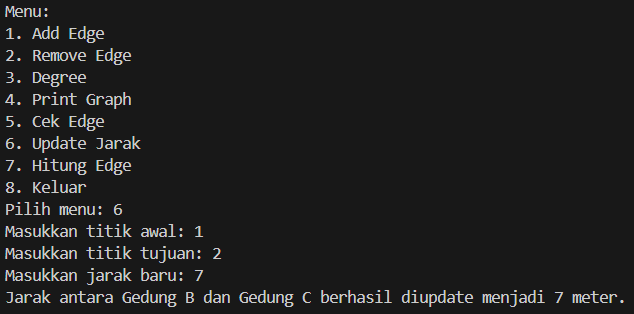 Menu:
1. Add Edge
2. Remove Edge
3. Degree
4. Print Graph
5. Cek Edge
6. Update Jarak
7. Hitung Edge
8. Keluar
Pilih menu: 6
Masukkan titik awal: 1
Masukkan titik tujuan: 2
Masukkan jarak baru: 7
Jarak antara Gedung B dan Gedung C berhasil diupdate menjadi 7 meter.